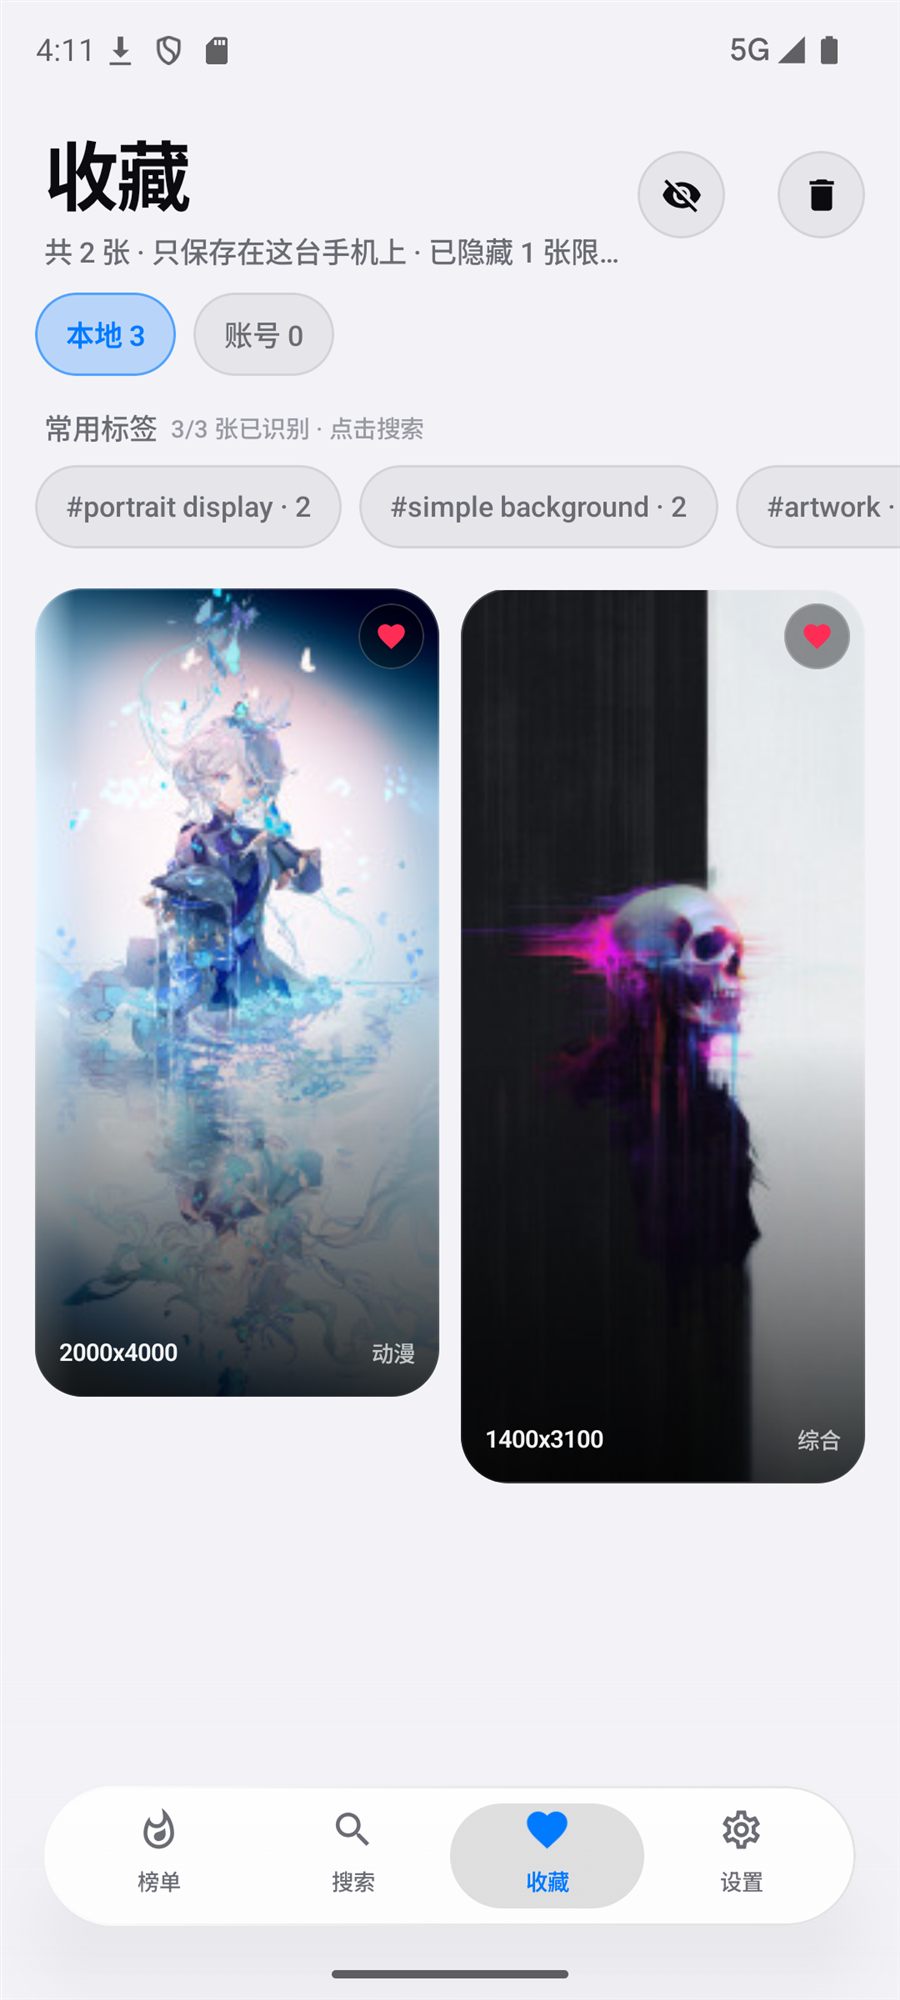 4:11
5G
收藏
共 2 张 · 只保存在这台手机上 · 已隐藏 1 张限...
本地 3
账号 0
常用标签 3/3 张已识别 · 点击搜索
#portrait display · 2
#simple background · 2
#artwork ·
2000x4000
动漫
1400x3100
综合
榜单
搜索
收藏
设置